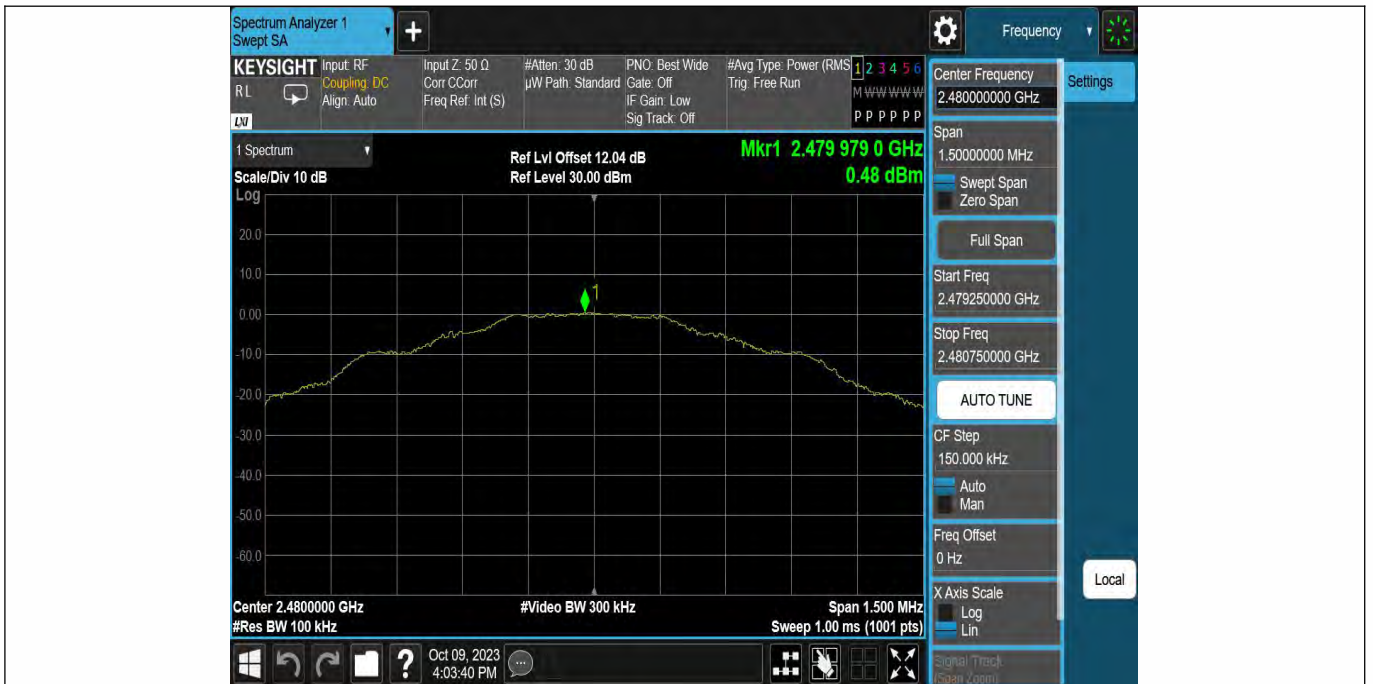 Spectrum Analyzer 1
Swept SA
+
Frequency
KEYSIGHT
RL
LXI
Input: RF
Coupling: DC
Align: Auto
Input Z: 50 Ω
Corr CCorr
Freq Ref: Int (S)
#Atten: 30 dB
µW Path: Standard
PNO: Best Wide
Gate: Off
IF Gain: Low
Sig Track: Off
#Avg Type: Power (RMS
Trig: Free Run
1 2 3 4 5 6
M W W W W W
P P P P P P
1 Spectrum
Scale/Div 10 dB
Ref Lvl Offset 12.04 dB
Ref Level 30.00 dBm
Mkr1 2.479 979 0 GHz
0.48 dBm
Log
20.0
10.0
0.00
-10.0
-20.0
-30.0
-40.0
-50.0
-60.0
1
Center 2.4800000 GHz
#Res BW 100 kHz
#Video BW 300 kHz
Span 1.500 MHz
Sweep 1.00 ms (1001 pts)
Center Frequency
2.480000000 GHz
Settings
Span
1.50000000 MHz
Swept Span
Zero Span
Full Span
Start Freq
2.479250000 GHz
Stop Freq
2.480750000 GHz
AUTO TUNE
CF Step
150.000 kHz
Auto
Man
Freq Offset
0 Hz
X Axis Scale
Log
Lin
Local
Signal Track
(Span Zoom)
?
Oct 09, 2023
4:03:40 PM